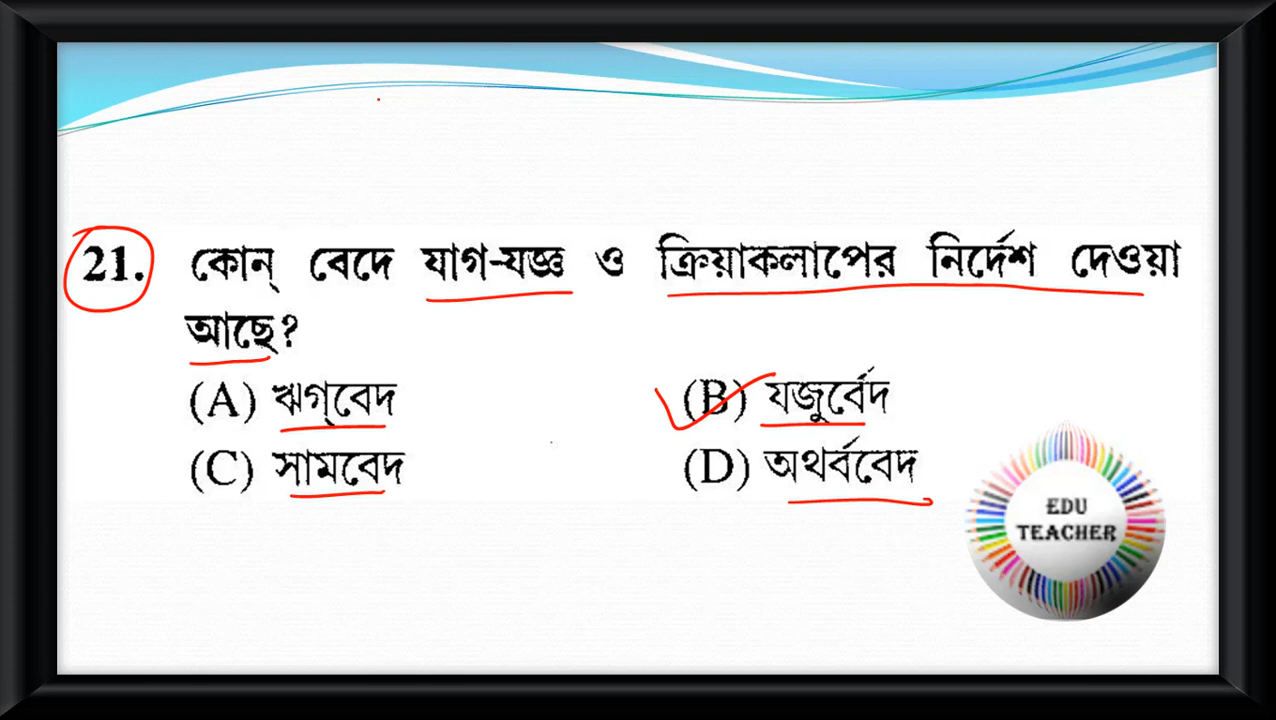 21. কোন্ বেদে যাগ-যজ্ঞ ও ক্রিয়াকলাপের নির্দেশ দেওয়া
আছে?
(A) ঋগ্‌বেদ (B) যজুর্বেদ
(C) সামবেদ (D) অথর্ববেদ
EDU
TEACHER